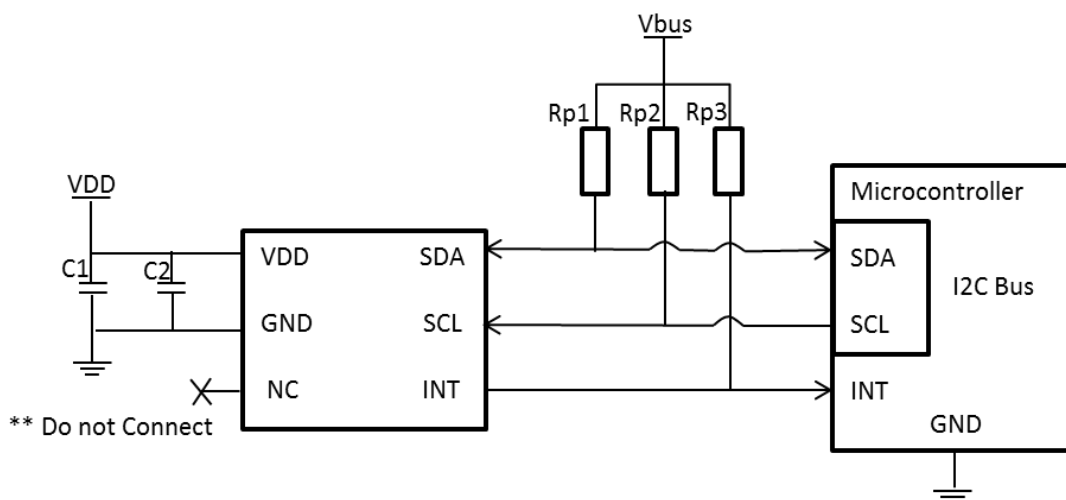 Vbus
Rp1 Rp2 Rp3
VDD
Microcontroller
C1 C2
VDD SDA
SDA
I2C Bus
GND SCL
SCL
NC INT
INT
** Do not Connect
GND